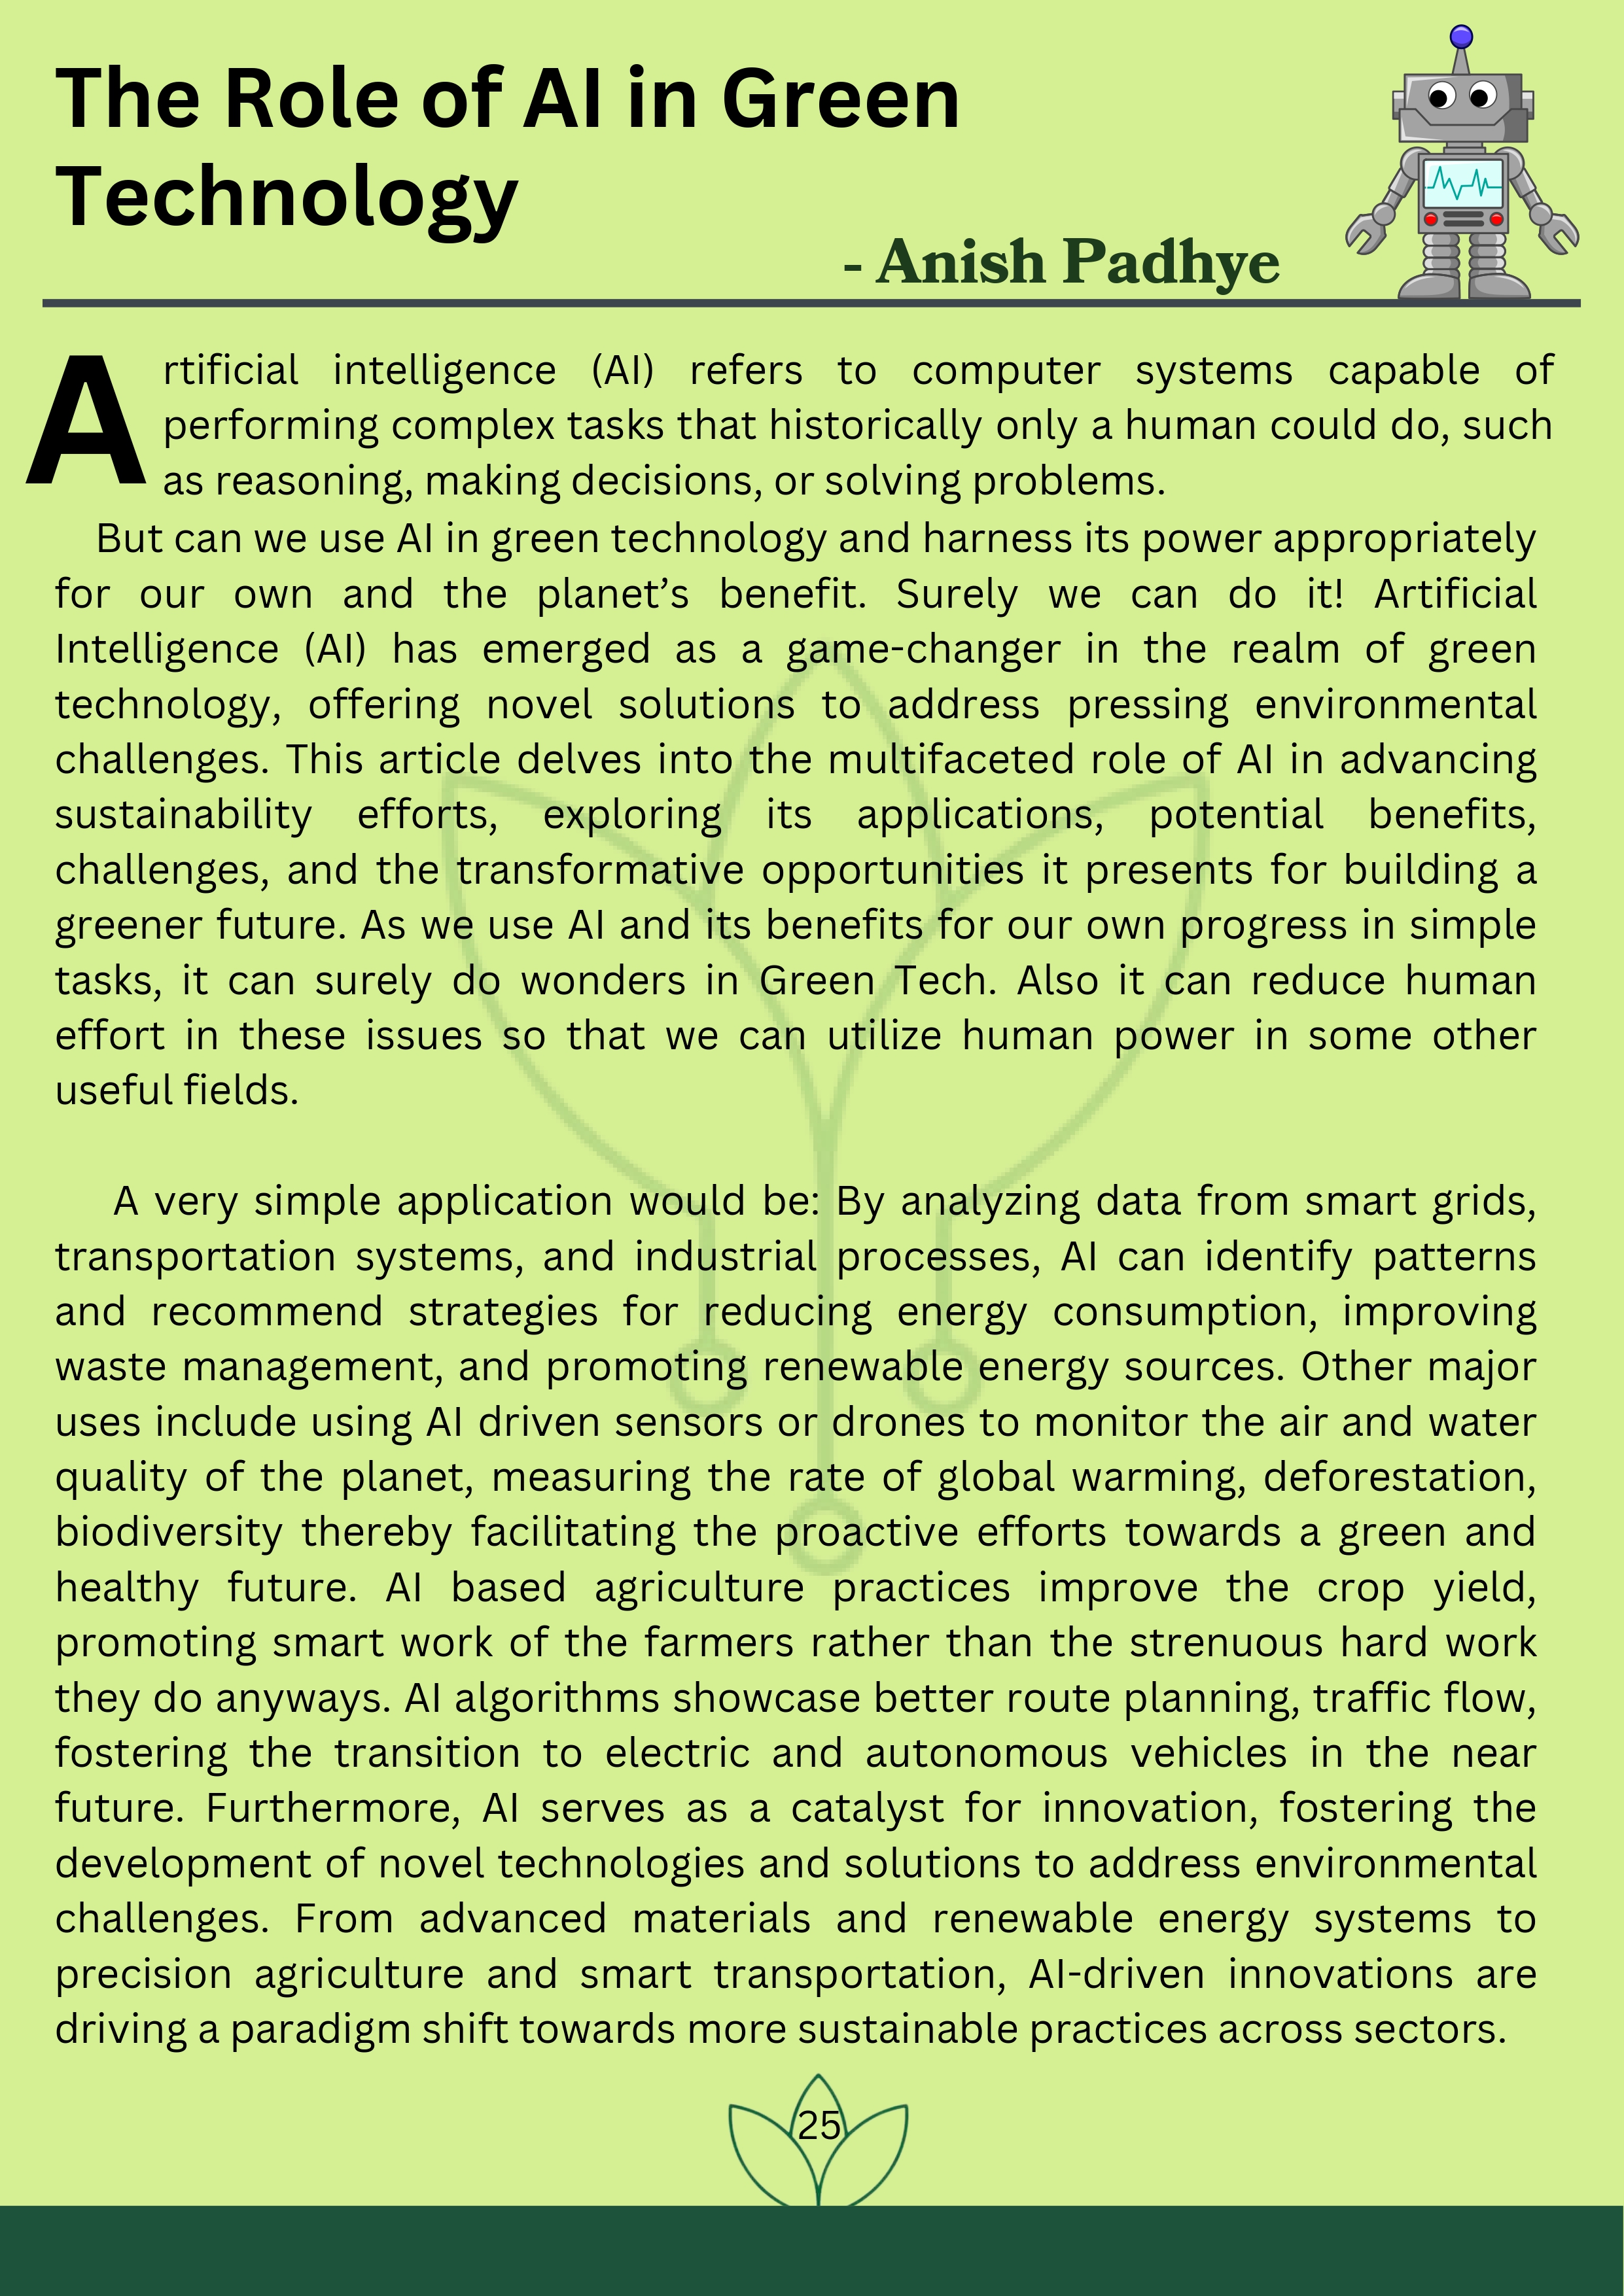 The Role of AI in Green
Technology
- Anish Padhye
Artificial intelligence (AI) refers to computer systems capable of
performing complex tasks that historically only a human could do, such
as reasoning, making decisions, or solving problems.
But can we use AI in green technology and harness its power appropriately
for our own and the planet’s benefit. Surely we can do it! Artificial
Intelligence (AI) has emerged as a game-changer in the realm of green
technology, offering novel solutions to address pressing environmental
challenges. This article delves into the multifaceted role of AI in advancing
sustainability efforts, exploring its applications, potential benefits,
challenges, and the transformative opportunities it presents for building a
greener future. As we use AI and its benefits for our own progress in simple
tasks, it can surely do wonders in Green Tech. Also it can reduce human
effort in these issues so that we can utilize human power in some other
useful fields.
A very simple application would be: By analyzing data from smart grids,
transportation systems, and industrial processes, AI can identify patterns
and recommend strategies for reducing energy consumption, improving
waste management, and promoting renewable energy sources. Other major
uses include using AI driven sensors or drones to monitor the air and water
quality of the planet, measuring the rate of global warming, deforestation,
biodiversity thereby facilitating the proactive efforts towards a green and
healthy future. AI based agriculture practices improve the crop yield,
promoting smart work of the farmers rather than the strenuous hard work
they do anyways. AI algorithms showcase better route planning, traffic flow,
fostering the transition to electric and autonomous vehicles in the near
future. Furthermore, AI serves as a catalyst for innovation, fostering the
development of novel technologies and solutions to address environmental
challenges. From advanced materials and renewable energy systems to
precision agriculture and smart transportation, AI-driven innovations are
driving a paradigm shift towards more sustainable practices across sectors.
25